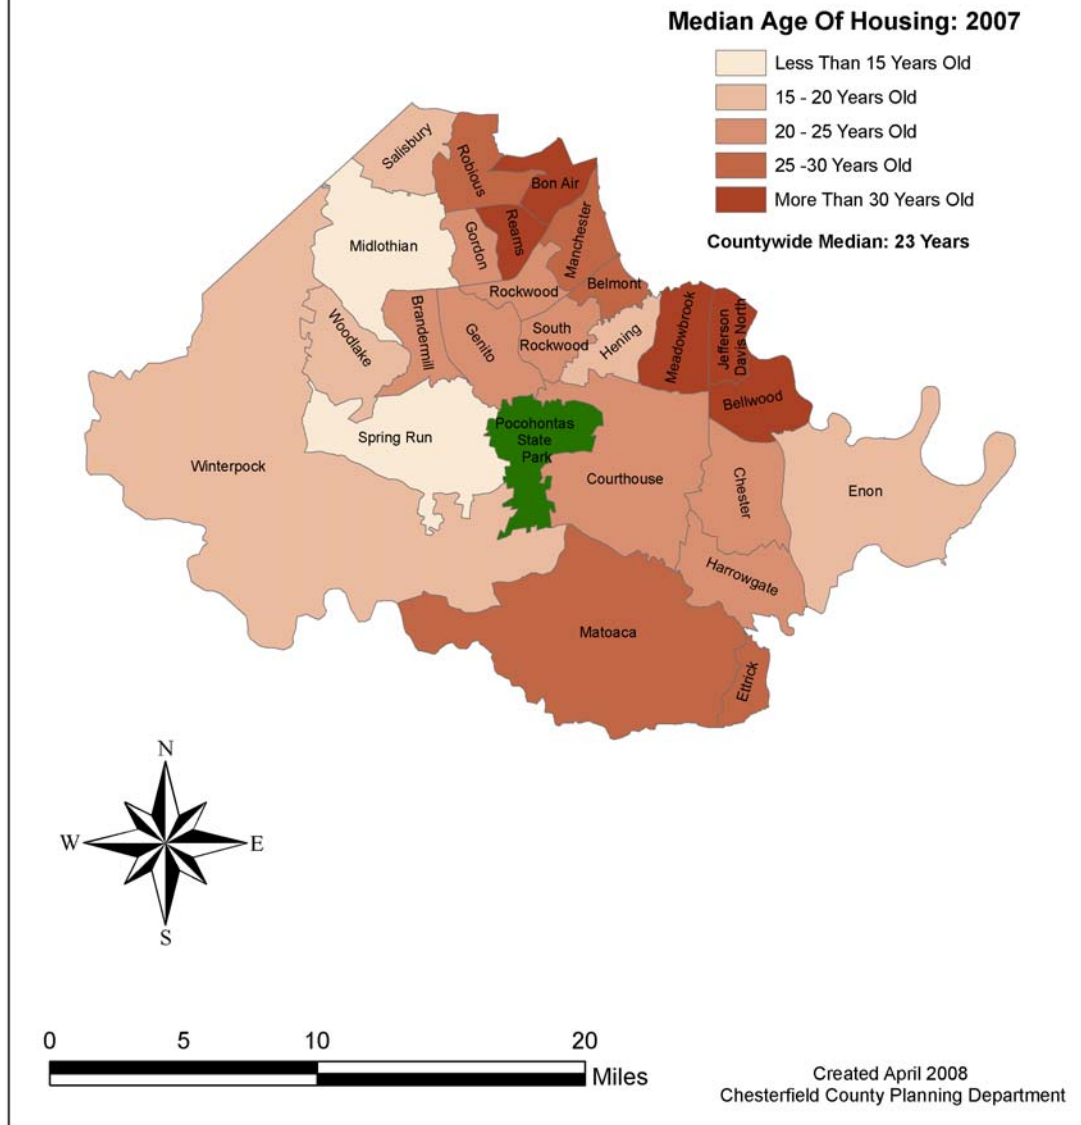 Median Age Of Housing: 2007
Less Than 15 Years Old
15 - 20 Years Old
20 - 25 Years Old
25 -30 Years Old
More Than 30 Years Old
Countywide Median: 23 Years
Salisbury
Robious
Bon Air
Midlothian
Gordon
Reams
Manchester
Rockwood
Belmont
Woodlake
Brandermill
Genito
South
Rockwood
Hening
Meadowbrook
Jefferson
Davis North
Bellwood
Spring Run
Pocohontas
State
Park
Winterpock
Courthouse
Chester
Enon
Harrowgate
Matoaca
Ettrick
N
W
E
S
0
5
10
20
Miles
Created April 2008
Chesterfield County Planning Department